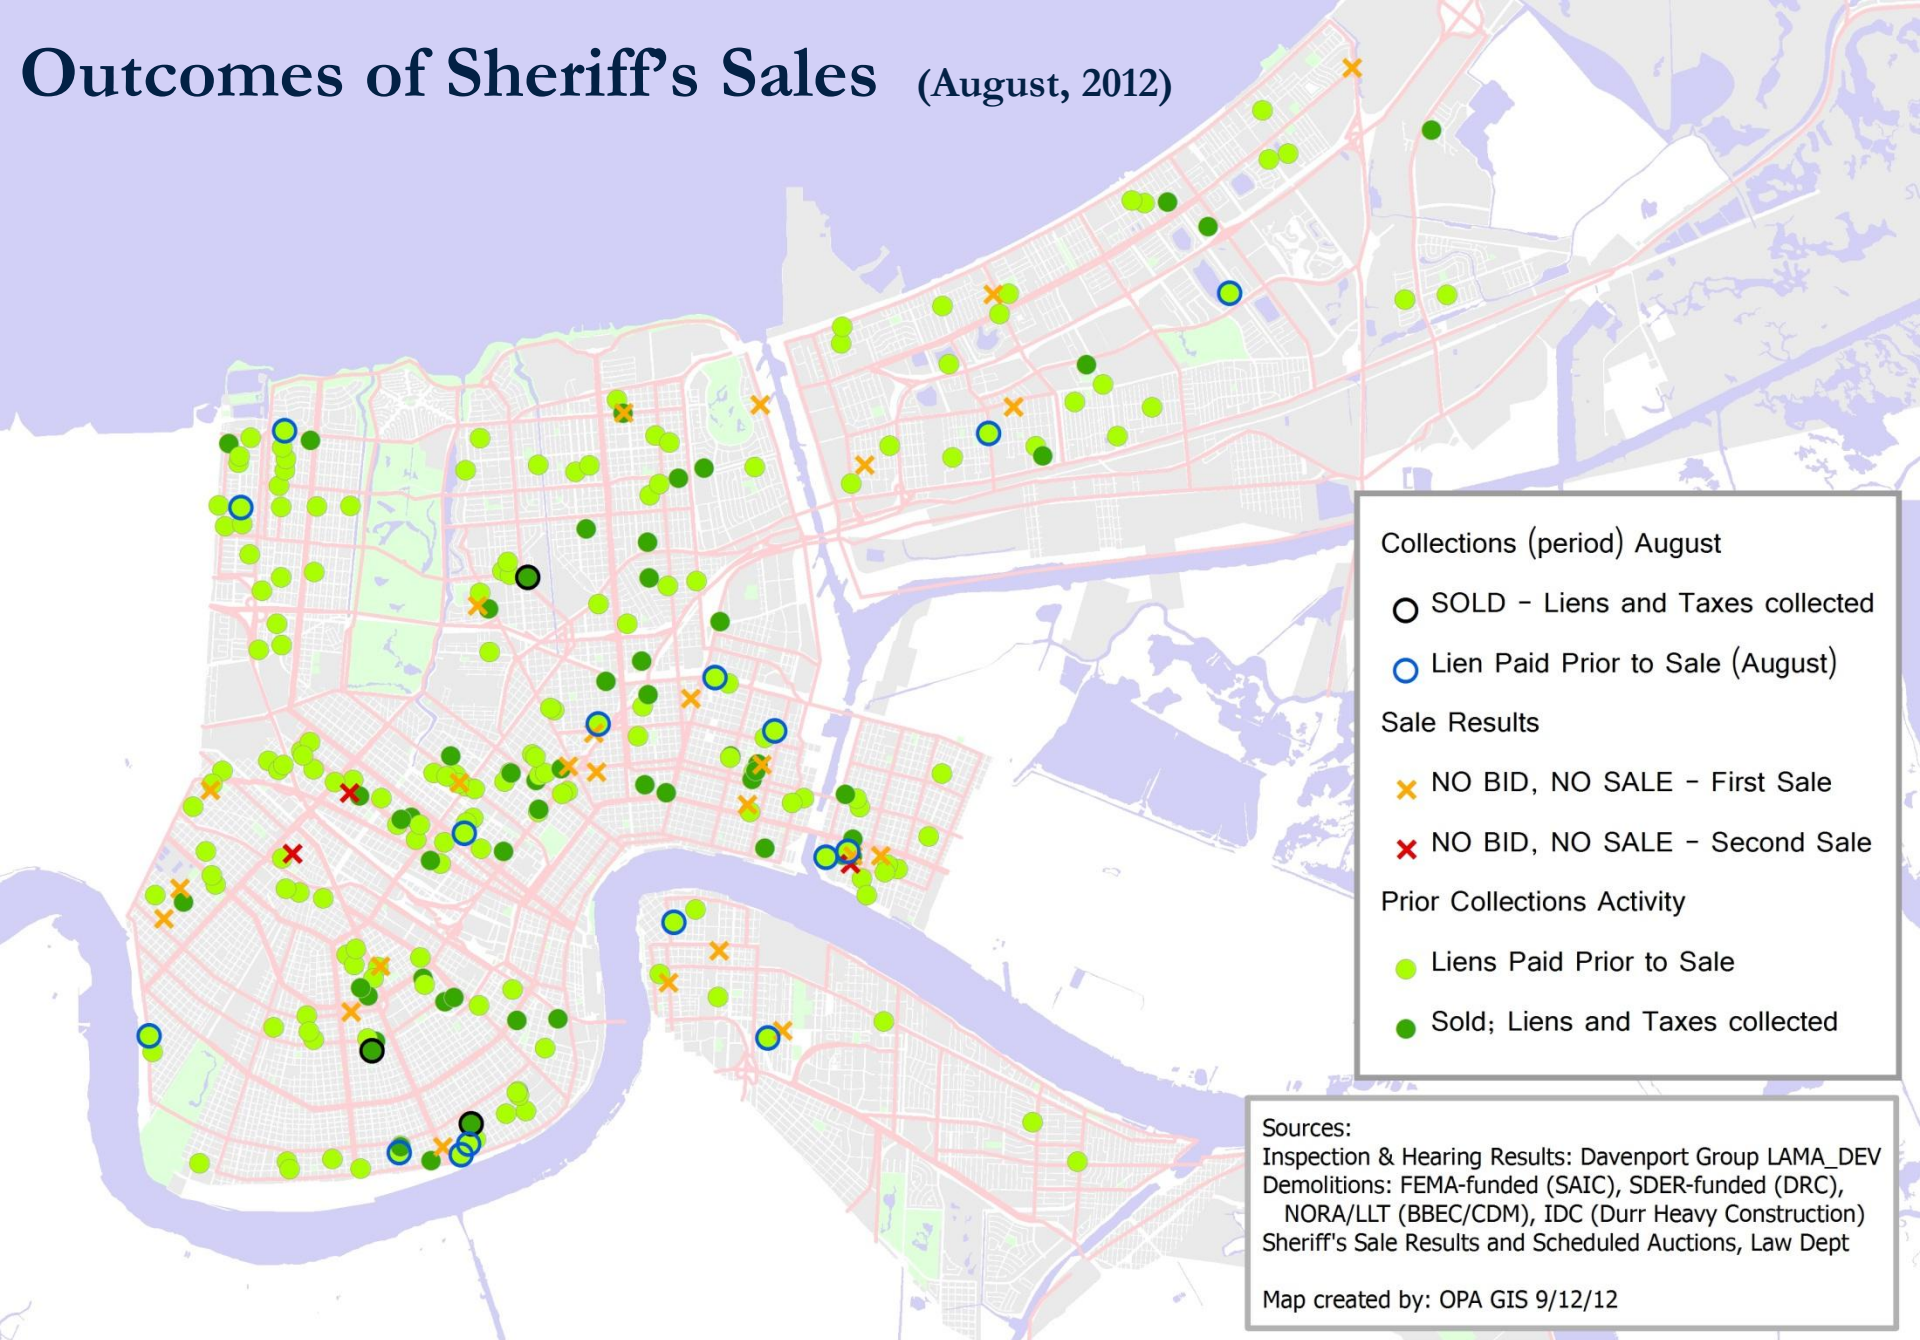 Outcomes of Sheriff's Sales (August, 2012)
Collections (period) August
SOLD - Liens and Taxes collected
Lien Paid Prior to Sale (August)
Sale Results
NO BID, NO SALE - First Sale
NO BID, NO SALE - Second Sale
Prior Collections Activity
Liens Paid Prior to Sale
Sold; Liens and Taxes collected
Sources:
Inspection & Hearing Results: Davenport Group LAMA_DEV
Demolitions: FEMA-funded (SAIC), SDER-funded (DRC),
NORA/LLT (BBEC/CDM), IDC (Durr Heavy Construction)
Sheriff's Sale Results and Scheduled Auctions, Law Dept
Map created by: OPA GIS 9/12/12